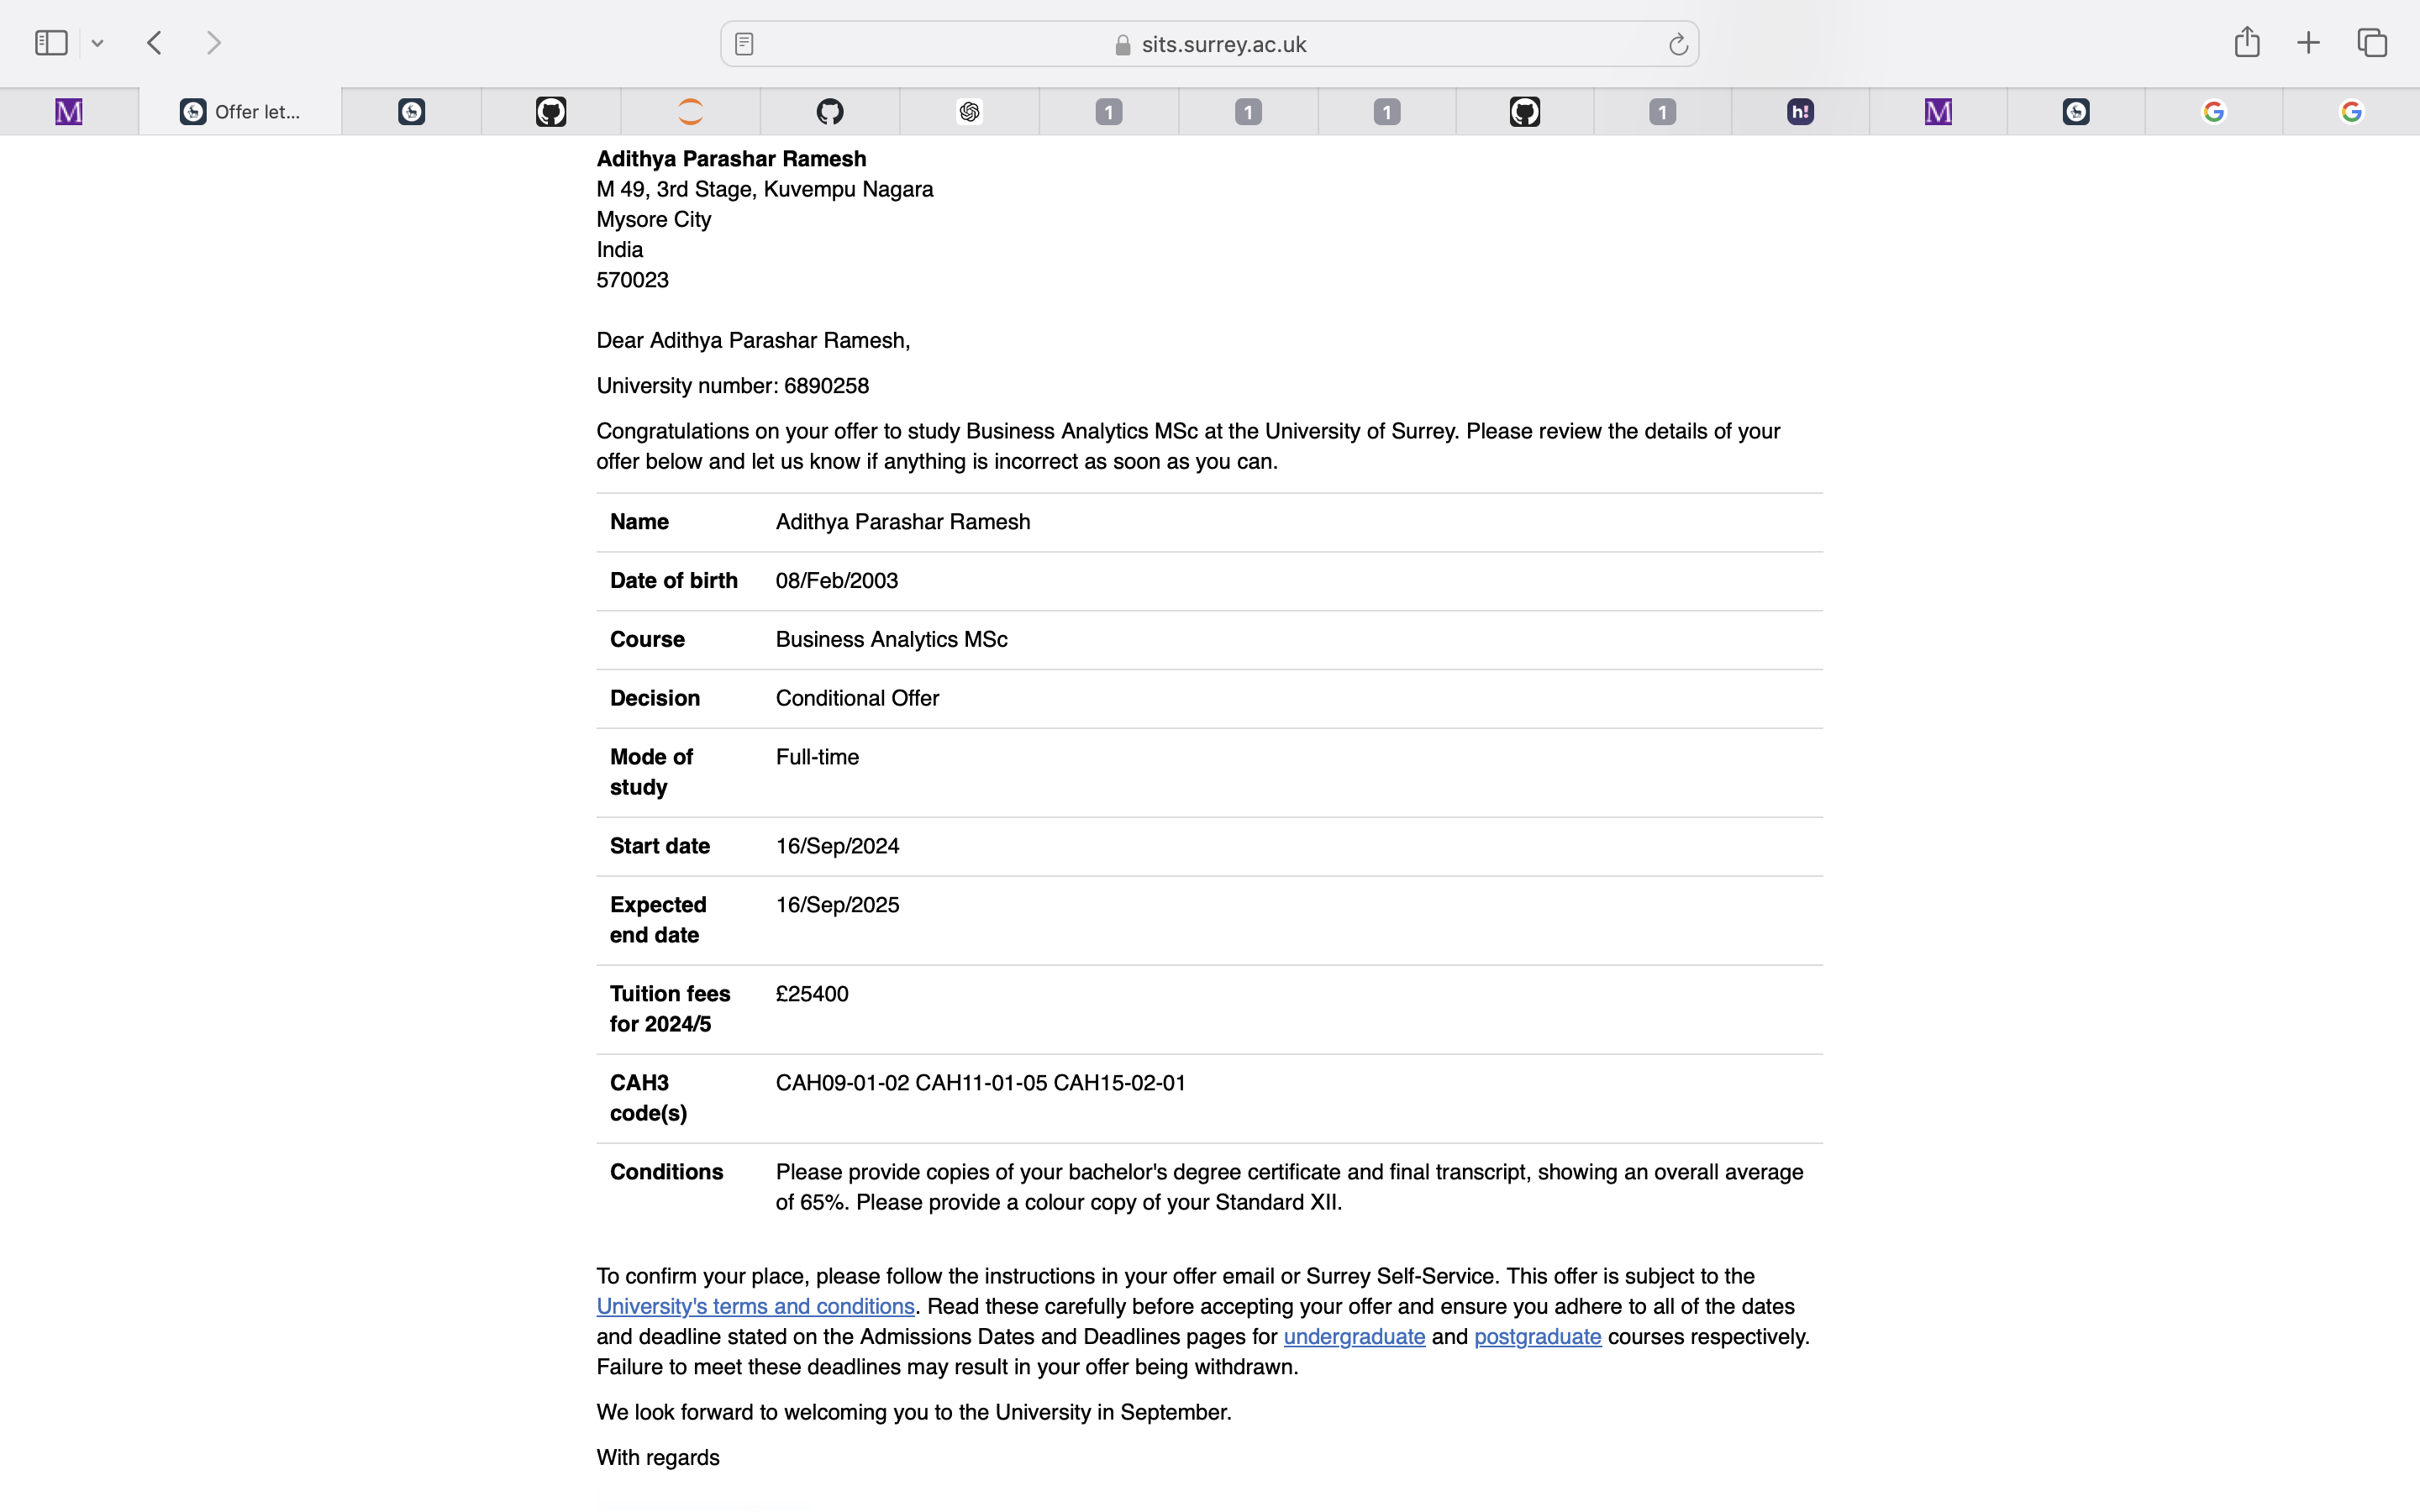 sits.surrey.ac.uk
M
Offer let...
1
1
1
1
h!
M
G
G
Adithya Parashar Ramesh
M 49, 3rd Stage, Kuvempu Nagara
Mysore City
India
570023
Dear Adithya Parashar Ramesh,
University number: 6890258
Congratulations on your offer to study Business Analytics MSc at the University of Surrey. Please review the details of your
offer below and let us know if anything is incorrect as soon as you can.
Name Adithya Parashar Ramesh
Date of birth 08/Feb/2003
Course Business Analytics MSc
Decision Conditional Offer
Mode of Full-time
study
Start date 16/Sep/2024
Expected 16/Sep/2025
end date
Tuition fees £25400
for 2024/5
CAH3 CAH09-01-02 CAH11-01-05 CAH15-02-01
code(s)
Conditions Please provide copies of your bachelor's degree certificate and final transcript, showing an overall average
of 65%. Please provide a colour copy of your Standard XII.
To confirm your place, please follow the instructions in your offer email or Surrey Self-Service. This offer is subject to the
University's terms and conditions. Read these carefully before accepting your offer and ensure you adhere to all of the dates
and deadline stated on the Admissions Dates and Deadlines pages for undergraduate and postgraduate courses respectively.
Failure to meet these deadlines may result in your offer being withdrawn.
We look forward to welcoming you to the University in September.
With regards